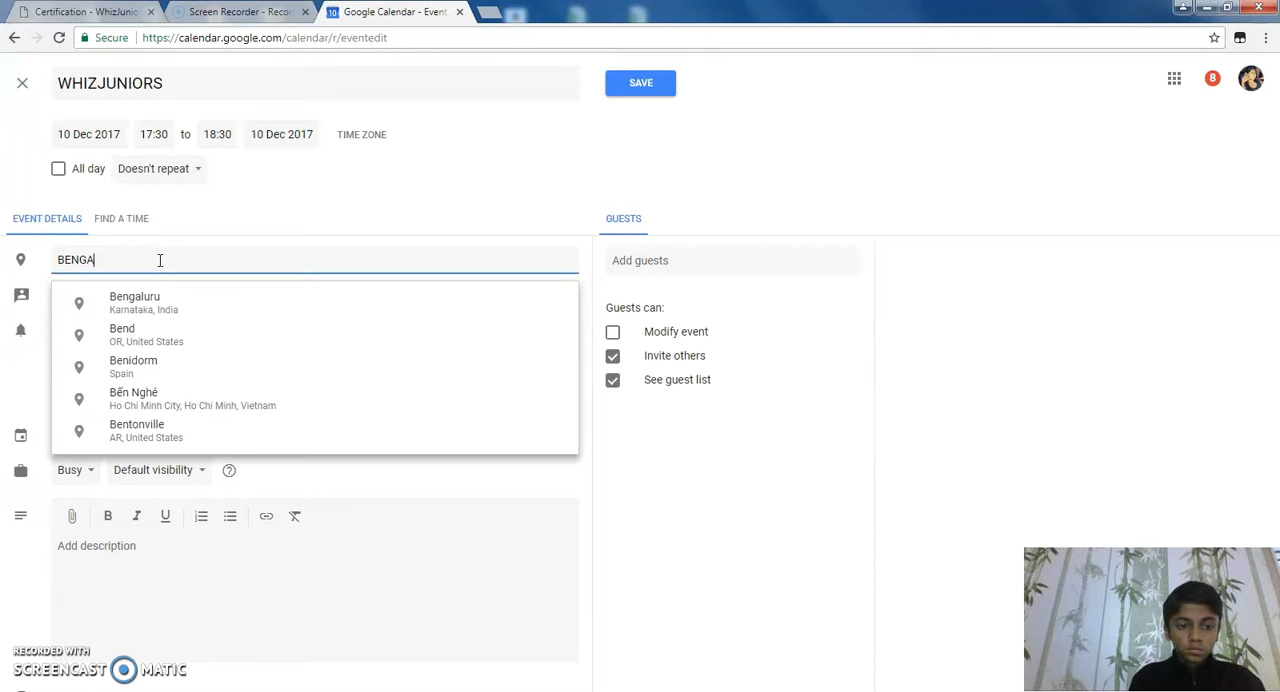 Certification - WhizJunio
Screen Recorder - Recor
Google Calendar - Event
Secure
https://calendar.google.com/calendar/r/eventedit
WHIZJUNIORS
SAVE
8
10 Dec 2017 17:30 to 18:30 10 Dec 2017 TIME ZONE
All day Doesn't repeat
EVENT DETAILS FIND A TIME
GUESTS
BENGA
Add guests
Bengaluru
Karnataka, India
Bend
OR, United States
Benidorm
Spain
Bến Nghé
Ho Chi Minh City, Ho Chi Minh, Vietnam
Bentonville
AR, United States
Guests can:
Modify event
Invite others
See guest list
Busy Default visibility
B I U
Add description
RECORDED WITH
SCREENCAST MATIC